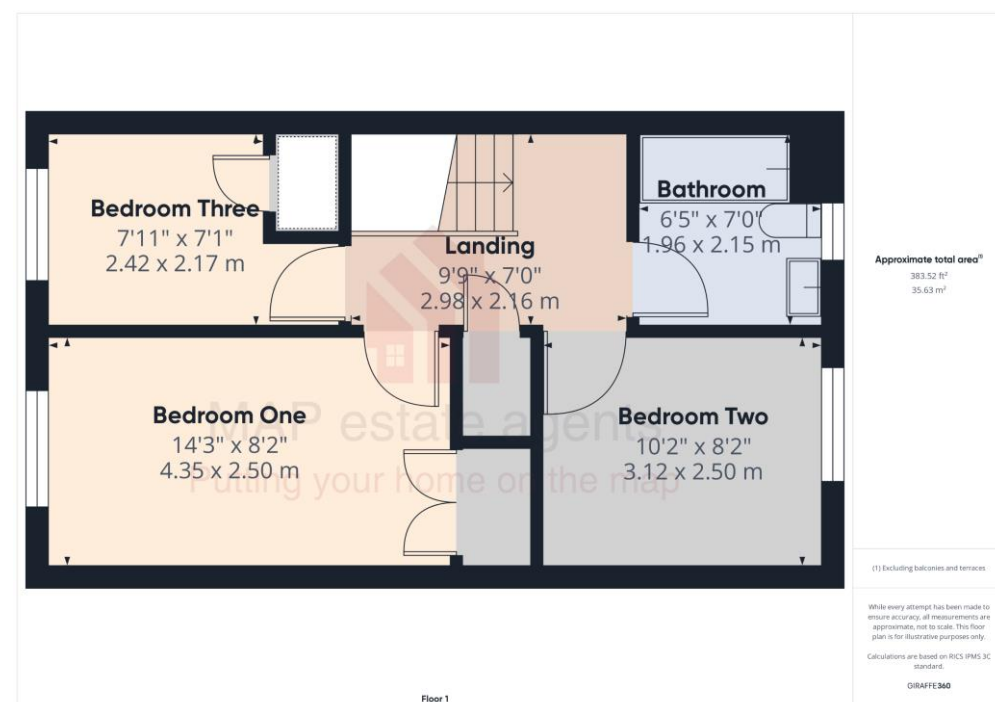 Bedroom Three
7'11" x 7'1"
2.42 x 2.17 m
Landing
9'9" x 7'0"
2.98 x 2.16 m
Bathroom
6'5" x 7'0"
1.96 x 2.15 m
Bedroom One
14'3" x 8'2"
4.35 x 2.50 m
Bedroom Two
10'2" x 8'2"
3.12 x 2.50 m
MAP estate agents
Putting your home on the map
Floor 1
Approximate total area(1)
383.52 ft²
35.63 m²
(1) Excluding balconies and terraces
While every attempt has been made to
ensure accuracy, all measurements are
approximate, not to scale. This floor
plan is for illustrative purposes only.
Calculations are based on RICS IPMS 3C
standard.
GIRAFFE360